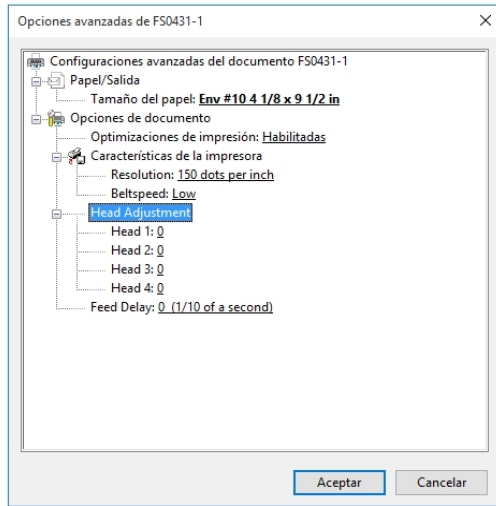 Opciones avanzadas de FS0431-1
Configuraciones avanzadas del documento FS0431-1
Papel/Salida
Tamaño del papel: Env #10 4 1/8 x 9 1/2 in
Opciones de documento
Optimizaciones de impresión: Habilitadas
Características de la impresora
Resolution: 150 dots per inch
Beltspeed: Low
Head Adjustment
Head 1: 0
Head 2: 0
Head 3: 0
Head 4: 0
Feed Delay: 0 (1/10 of a second)
Aceptar Cancelar